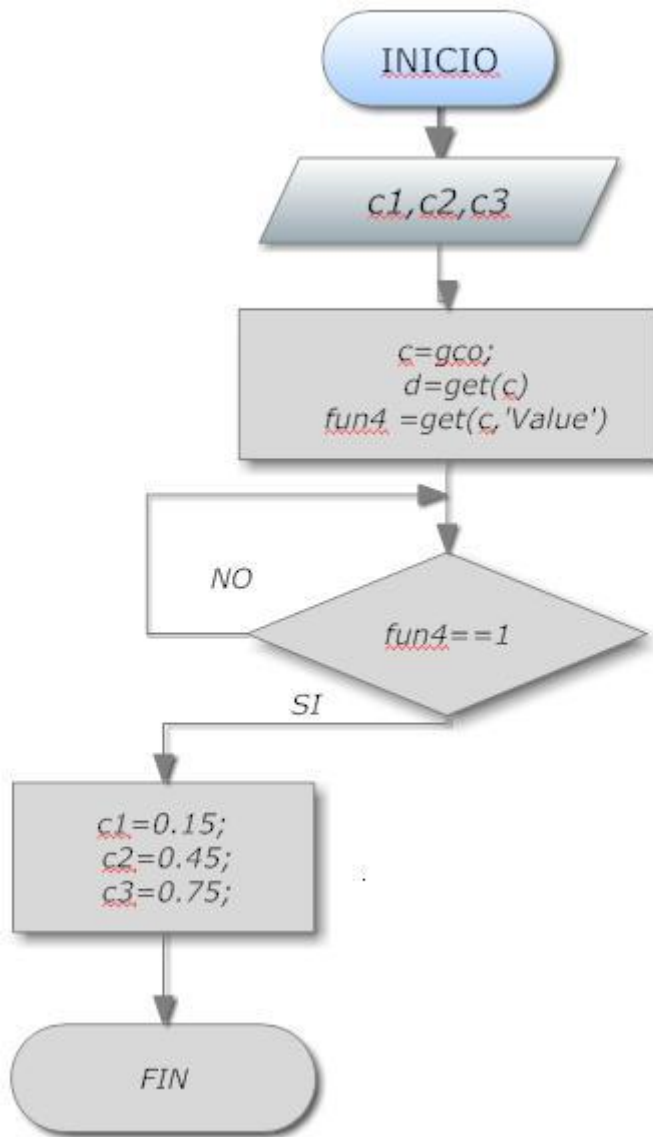 INICIO
c1,c2,c3
c=gco;
d=get(c)
fun4 =get(c,'Value')
NO
fun4==1
SI
c1=0.15;
c2=0.45;
c3=0.75;
:
FIN